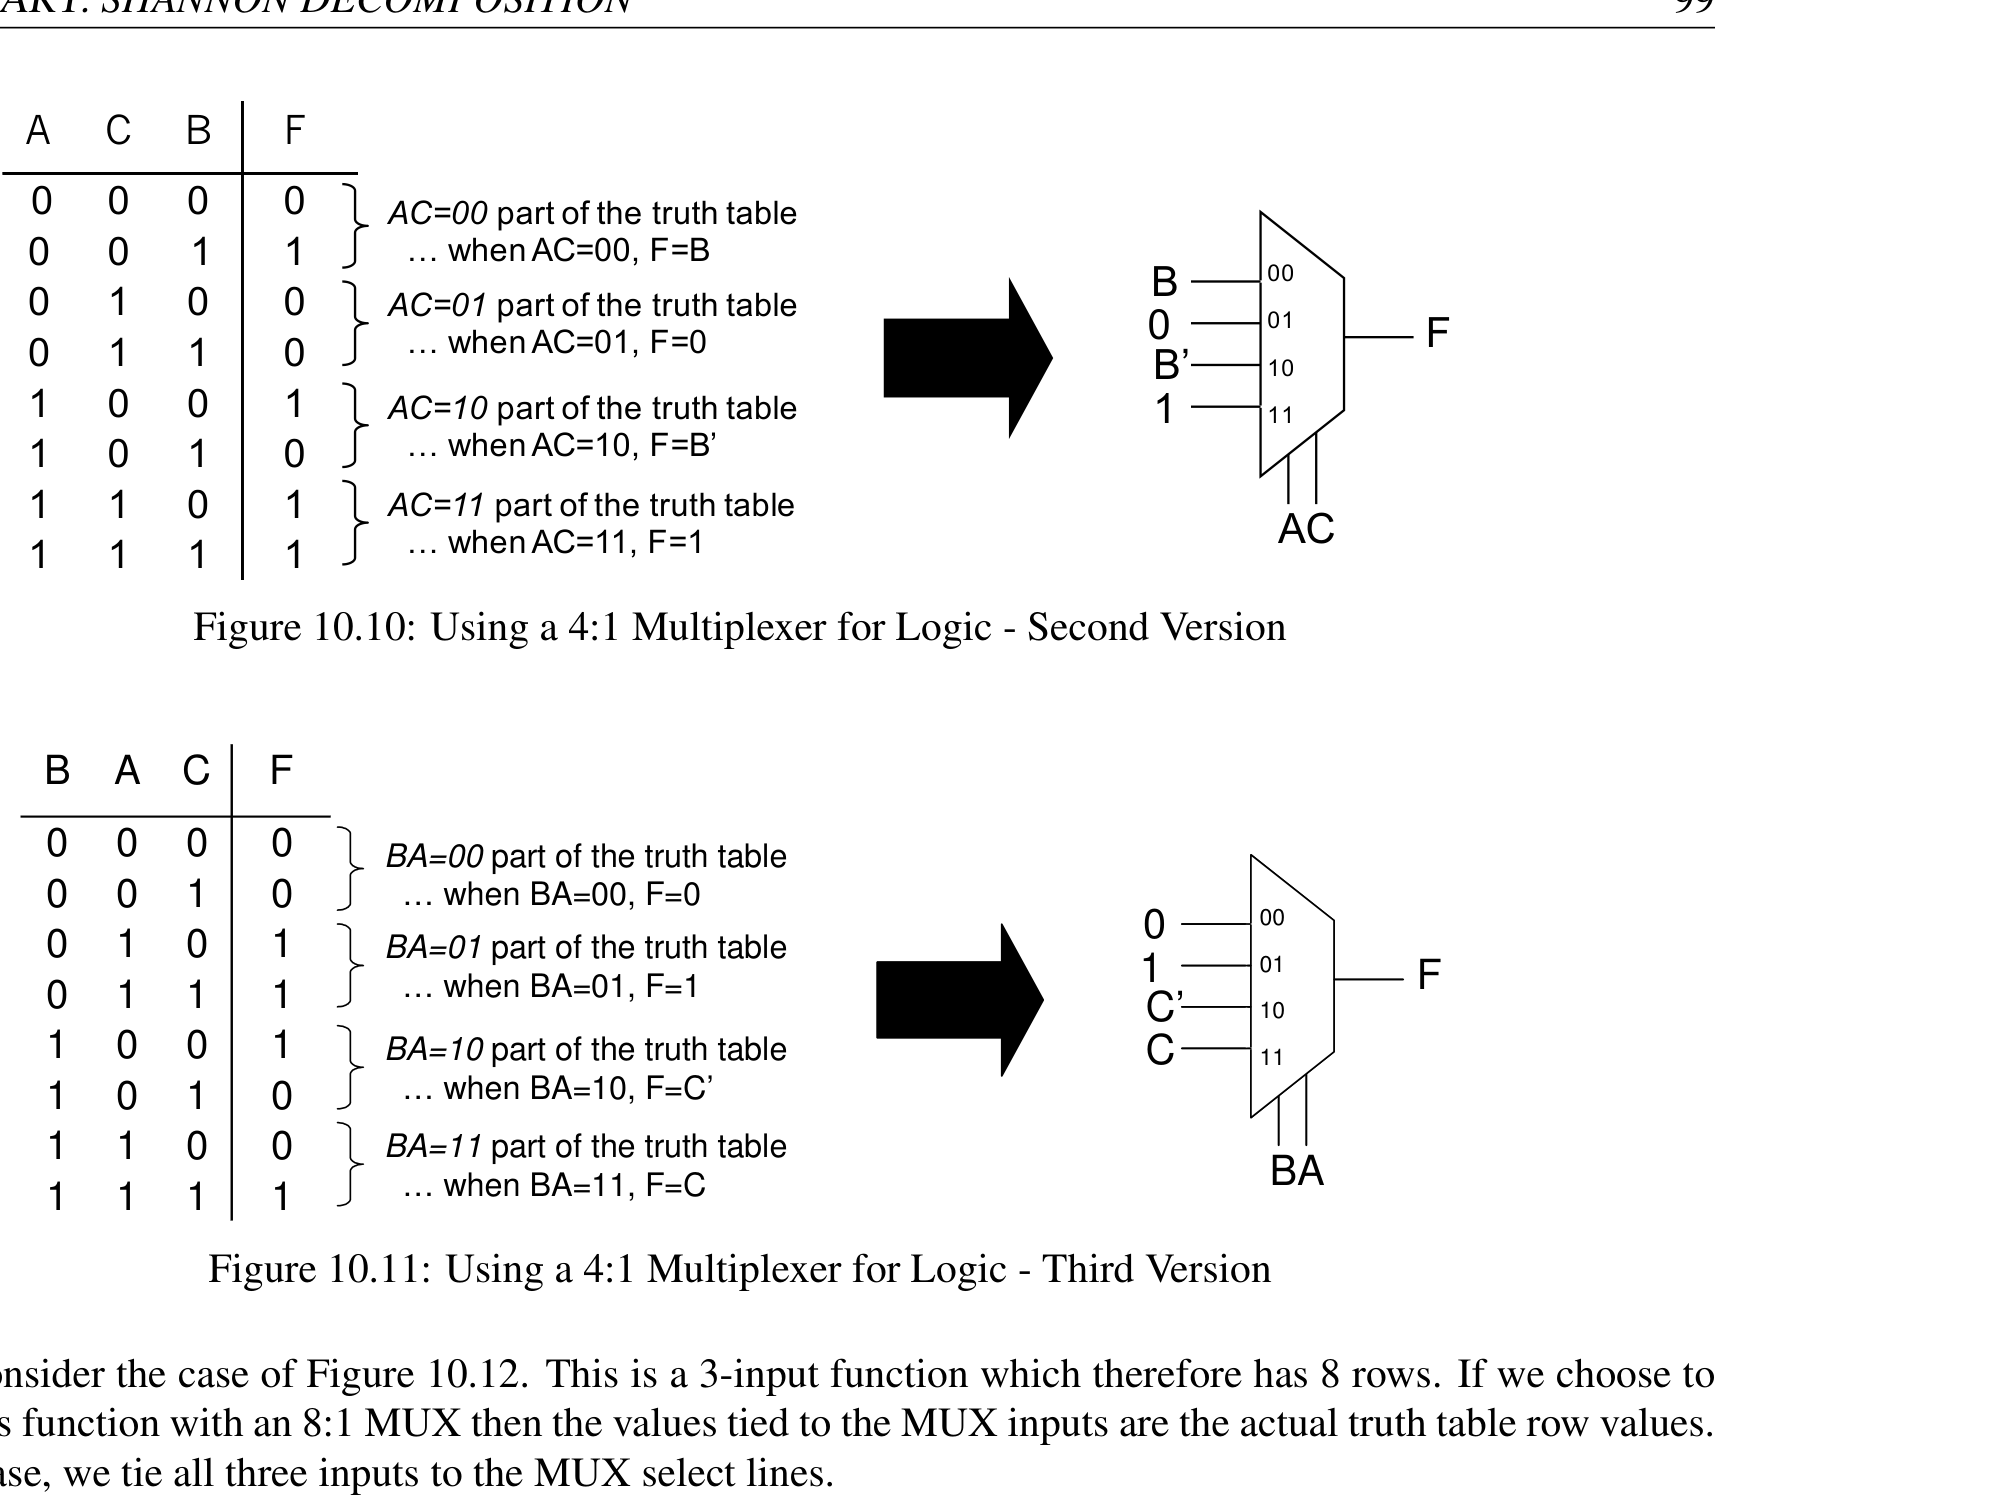 ART: SHANNON DECOMPOSITION 99
A C B F
0 0 0 0
0 0 1 1
0 1 0 0
0 1 1 0
1 0 0 1
1 0 1 0
1 1 0 1
1 1 1 1
AC=00 part of the truth table
… when AC=00, F=B
AC=01 part of the truth table
… when AC=01, F=0
AC=10 part of the truth table
… when AC=10, F=B’
AC=11 part of the truth table
… when AC=11, F=1
B 00
0 01
B’ 10
1 11
F
AC
Figure 10.10: Using a 4:1 Multiplexer for Logic - Second Version
B A C F
0 0 0 0
0 0 1 0
0 1 0 1
0 1 1 1
1 0 0 1
1 0 1 0
1 1 0 0
1 1 1 1
BA=00 part of the truth table
… when BA=00, F=0
BA=01 part of the truth table
… when BA=01, F=1
BA=10 part of the truth table
… when BA=10, F=C’
BA=11 part of the truth table
… when BA=11, F=C
0 00
1 01
C’ 10
C 11
F
BA
Figure 10.11: Using a 4:1 Multiplexer for Logic - Third Version
onsider the case of Figure 10.12. This is a 3-input function which therefore has 8 rows. If we choose to
s function with an 8:1 MUX then the values tied to the MUX inputs are the actual truth table row values.
ase, we tie all three inputs to the MUX select lines.